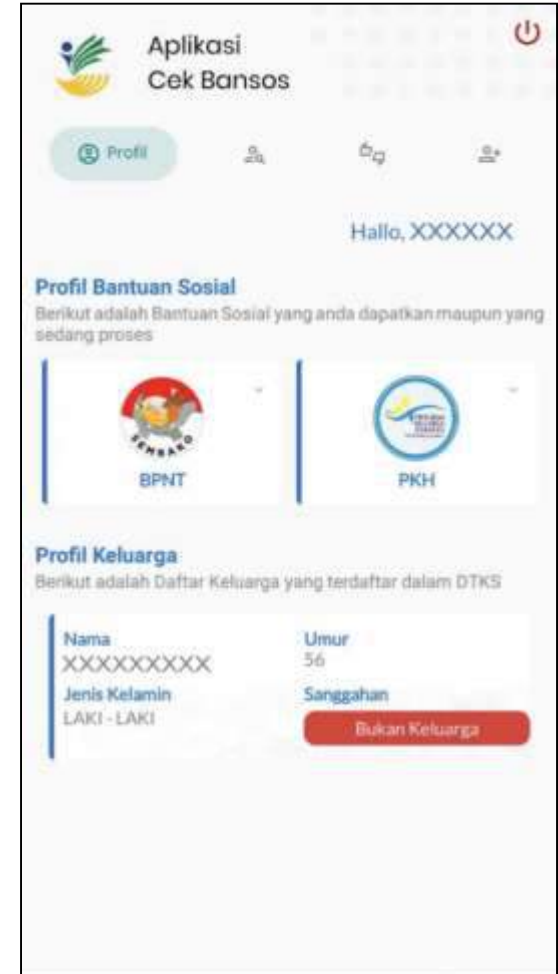 Aplikasi
Cek Bansos
Profil
Hallo, XXXXXX
Profil Bantuan Sosial
Berikut adalah Bantuan Sosial yang anda dapatkan maupun yang
sedang proses
SEMBAKO
BPNT
PKH
Profil Keluarga
Berikut adalah Daftar Keluarga yang terdaftar dalam DTKS
Nama
XXXXXXXXX
Umur
56
Jenis Kelamin
LAKI - LAKI
Sanggahan
Bukan Keluarga